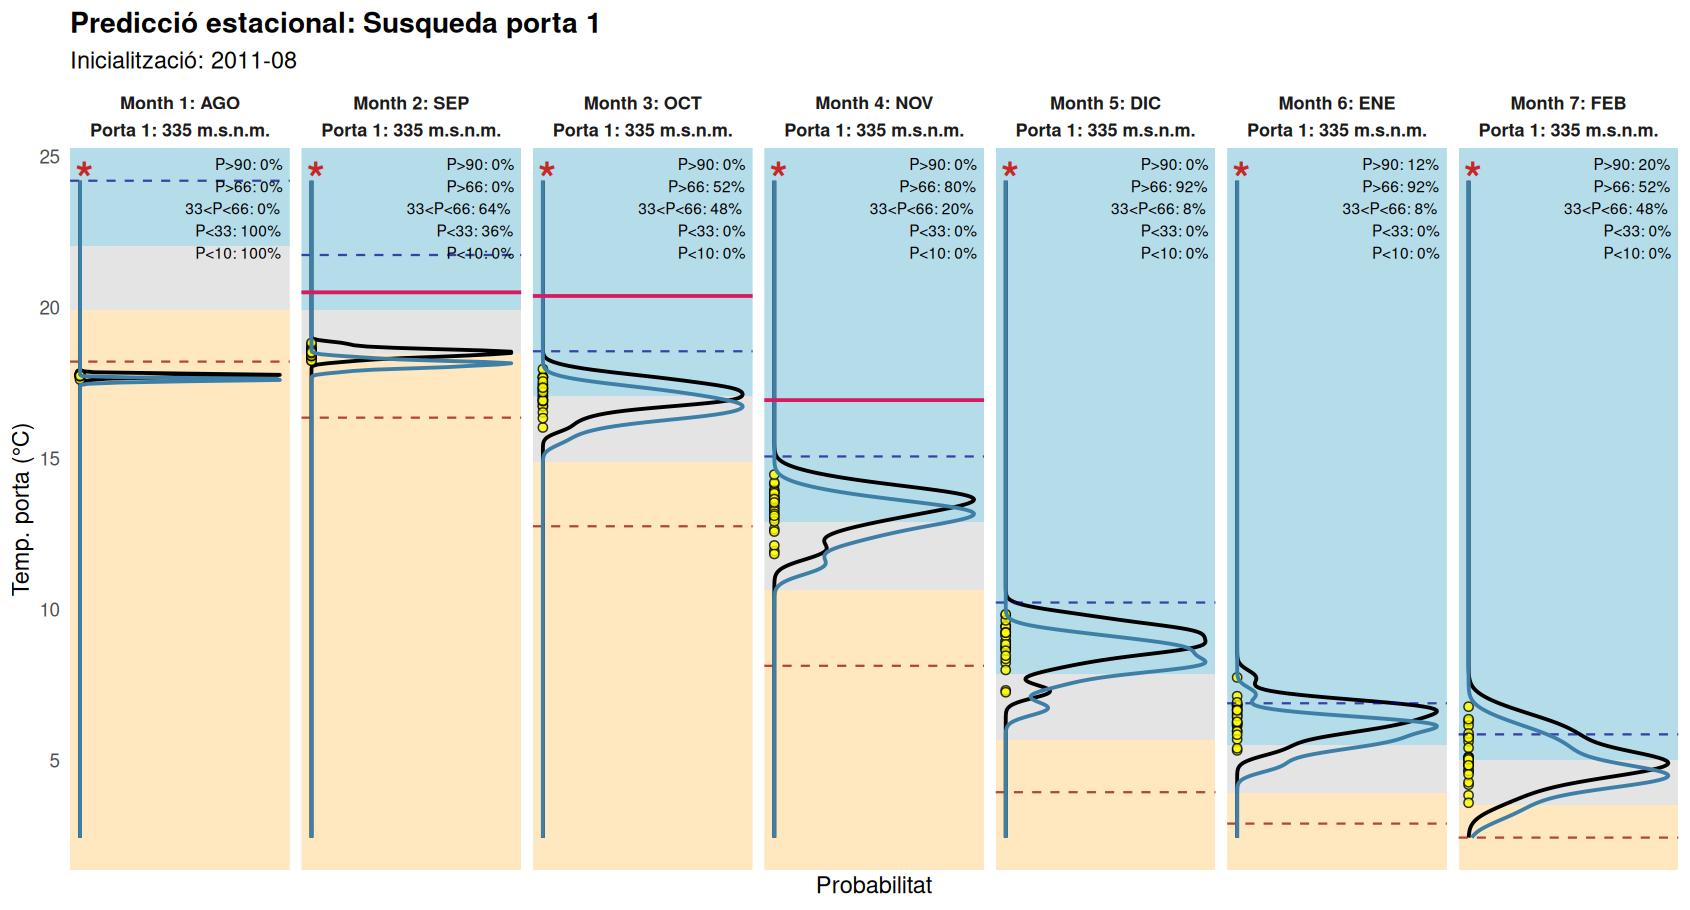 Predicció estacional: Susqueda porta 1
Inicialització: 2011-08
Month 1: AGO
Porta 1: 335 m.s.n.m.
Month 2: SEP
Porta 1: 335 m.s.n.m.
Month 3: OCT
Porta 1: 335 m.s.n.m.
Month 4: NOV
Porta 1: 335 m.s.n.m.
Month 5: DIC
Porta 1: 335 m.s.n.m.
Month 6: ENE
Porta 1: 335 m.s.n.m.
Month 7: FEB
Porta 1: 335 m.s.n.m.
Temp. porta (°C)
25
20
15
10
5
*
P>90: 0%
P>66: 0%
33<P<66: 0%
P<33: 100%
P<10: 100%
*
P>90: 0%
P>66: 0%
33<P<66: 64%
P<33: 36%
P<10: 0%
*
P>90: 0%
P>66: 52%
33<P<66: 48%
P<33: 0%
P<10: 0%
*
P>90: 0%
P>66: 80%
33<P<66: 20%
P<33: 0%
P<10: 0%
*
P>90: 0%
P>66: 92%
33<P<66: 8%
P<33: 0%
P<10: 0%
*
P>90: 12%
P>66: 92%
33<P<66: 8%
P<33: 0%
P<10: 0%
*
P>90: 20%
P>66: 52%
33<P<66: 48%
P<33: 0%
P<10: 0%
Probabilitat